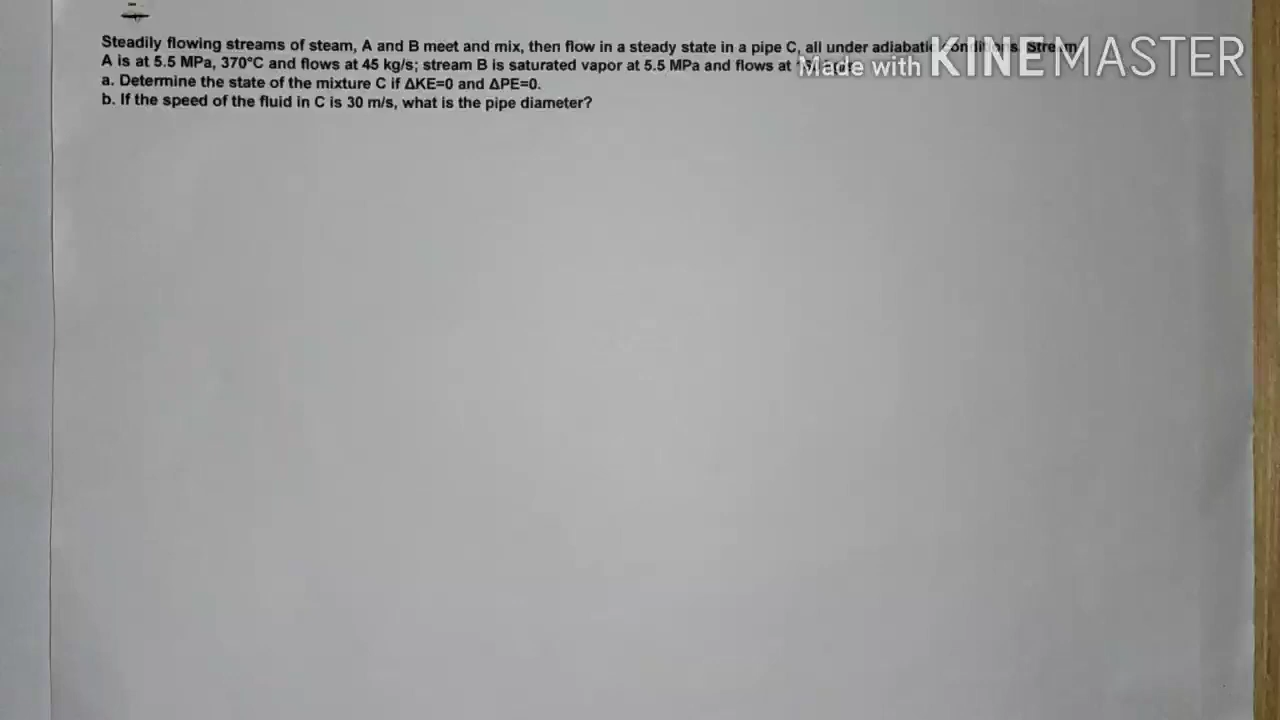 Steadily flowing streams of steam, A and B meet and mix, then flow in a steady state in a pipe C, all under adiabatic conditions. Stream
A is at 5.5 MPa, 370°C and flows at 45 kg/s; stream B is saturated vapor at 5.5 MPa and flows at
Made with KINEMASTER
a. Determine the state of the mixture C if ΔKE=0 and ΔPE=0.
b. If the speed of the fluid in C is 30 m/s, what is the pipe diameter?